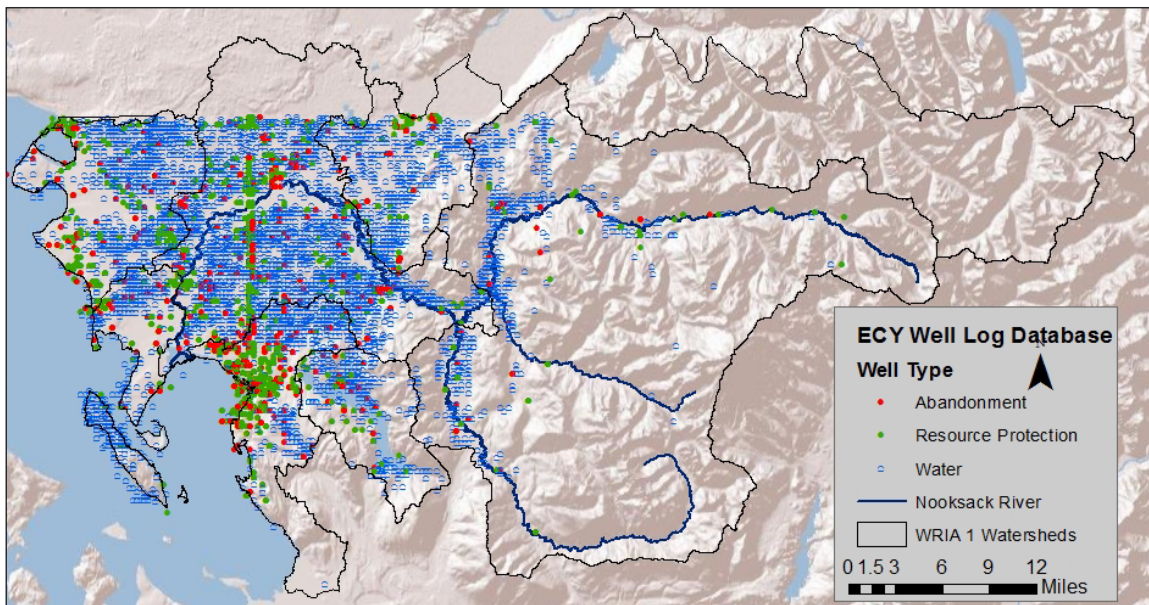 ECY Well Log Database
N
Well Type
Abandonment
Resource Protection
Water
Nooksack River
WRIA 1 Watersheds
0 1.5 3 6 9 12
Miles